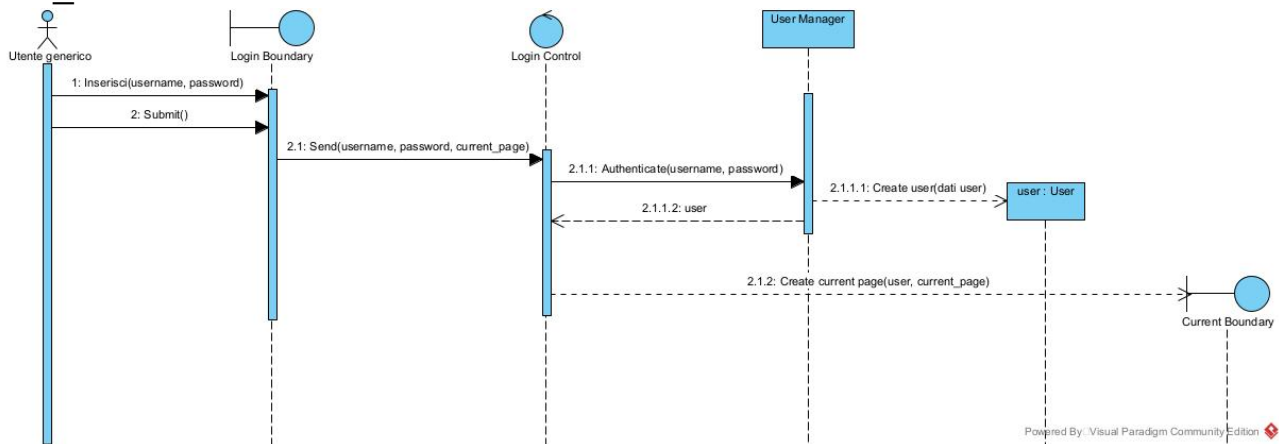 Utente generico
Login Boundary
Login Control
User Manager
1: Inserisci(username, password)
2: Submit()
2.1: Send(username, password, current_page)
2.1.1: Authenticate(username, password)
2.1.1.1: Create user(dati user)
user : User
2.1.1.2: user
2.1.2: Create current page(user, current_page)
Current Boundary
Powered By Visual Paradigm Community Edition